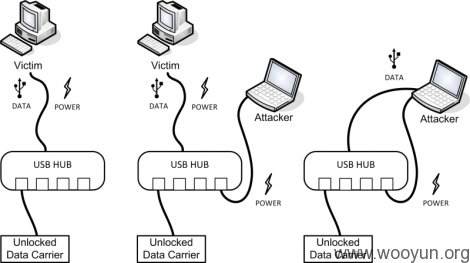 Victim
DATA
POWER
USB HUB
Unlocked
Data Carrier
Victim
DATA
POWER
Attacker
USB HUB
POWER
Unlocked
Data Carrier
DATA
Attacker
USB HUB
POWER
Unlocked
Data Carrier
www.wooyun.org